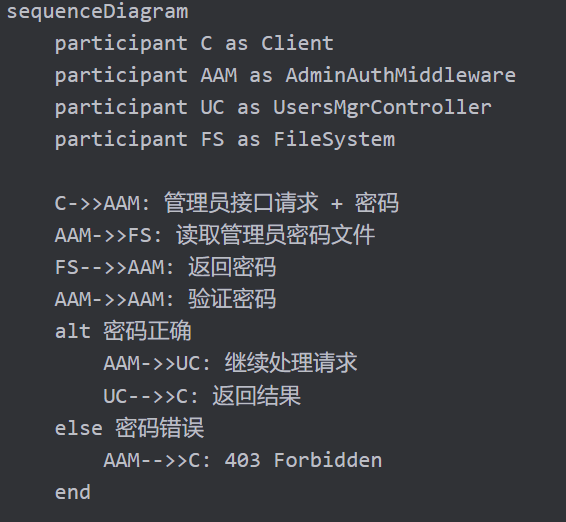 sequenceDiagram
    participant C as Client
    participant AAM as AdminAuthMiddleware
    participant UC as UsersMgrController
    participant FS as FileSystem

    C->>AAM: 管理员接口请求 + 密码
    AAM->>FS: 读取管理员密码文件
    FS-->>AAM: 返回密码
    AAM->>AAM: 验证密码
    alt 密码正确
        AAM->>UC: 继续处理请求
        UC-->>C: 返回结果
    else 密码错误
        AAM-->>C: 403 Forbidden
    end